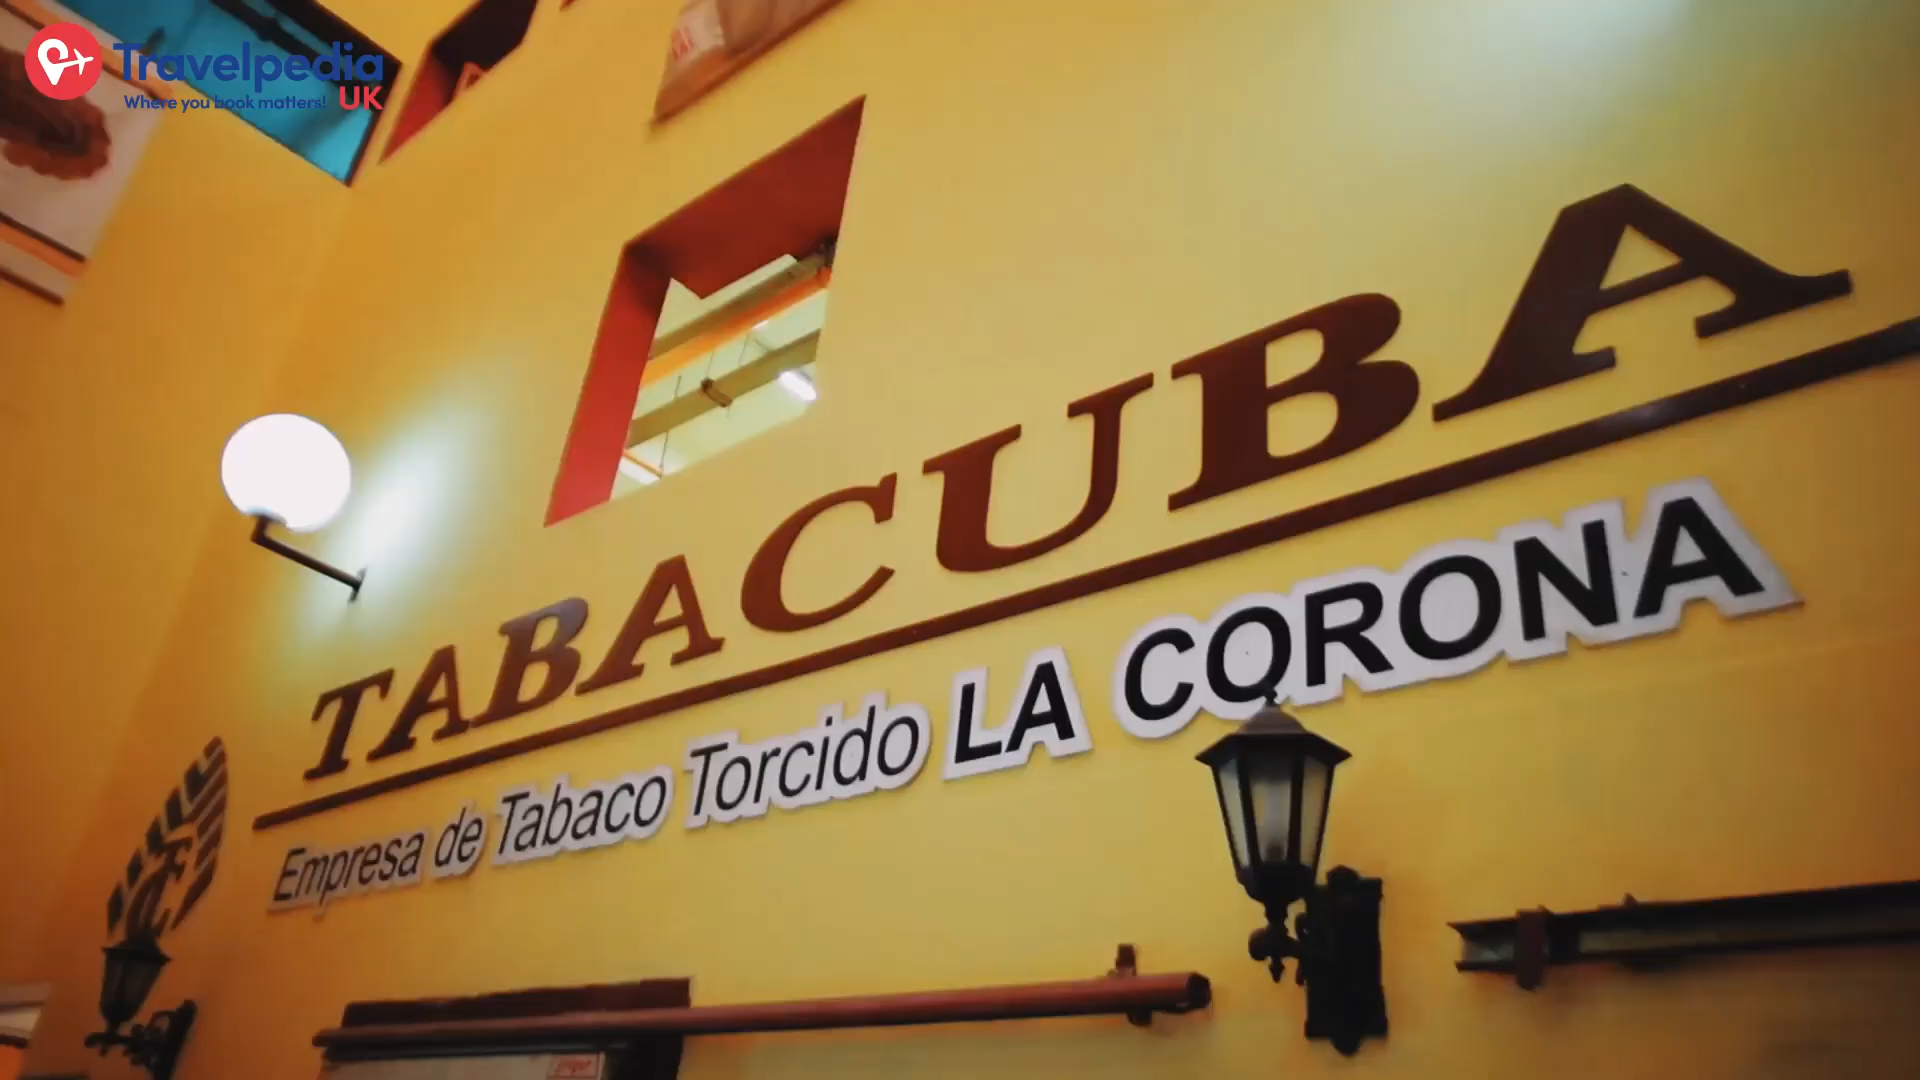 Travelpedia
Where you book matters! UK
TABACUBA
Empresa de Tabaco Torcido LA CORONA